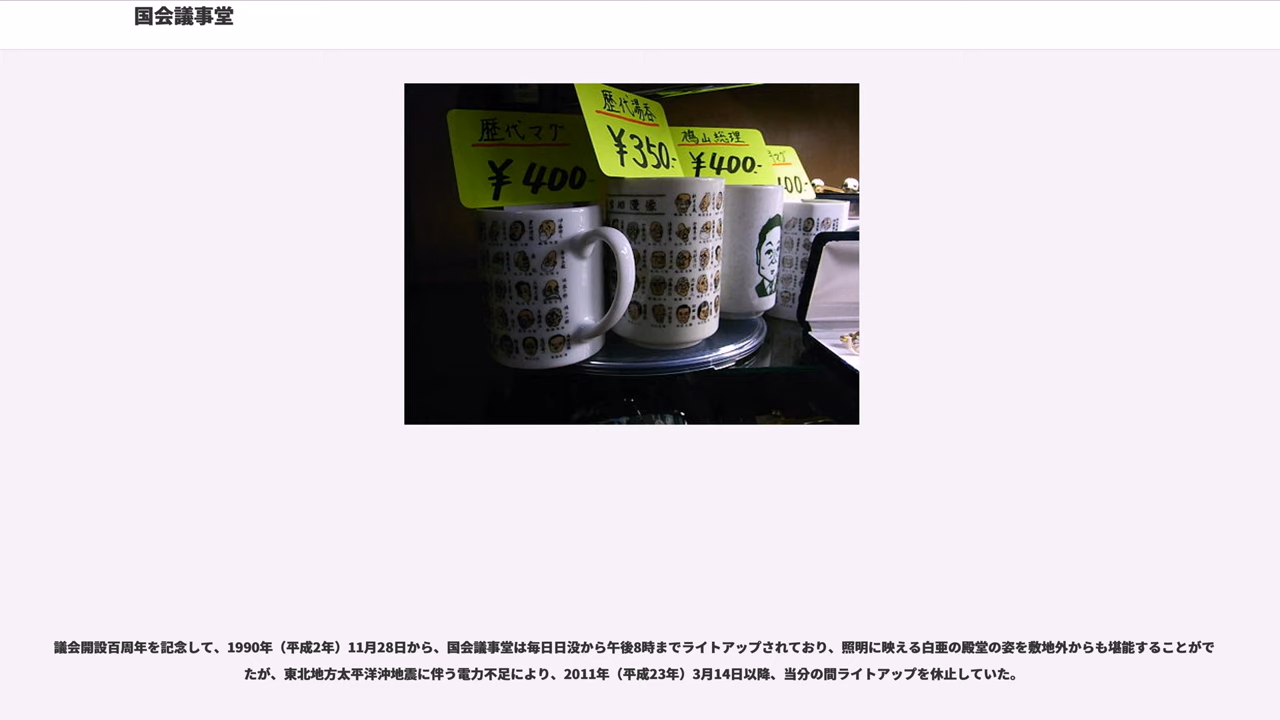 国会議事堂
歴代マグ
¥400-
歴代湯呑
¥350.-
鳩山総理
¥400.-
議会開設百周年を記念して、1990年（平成2年）11月28日から、国会議事堂は毎日日没から午後8時までライトアップされており、照明に映える白亜の殿堂の姿を敷地外からも堪能することがで
たが、東北地方太平洋沖地震に伴う電力不足により、2011年（平成23年）3月14日以降、当分の間ライトアップを休止していた。